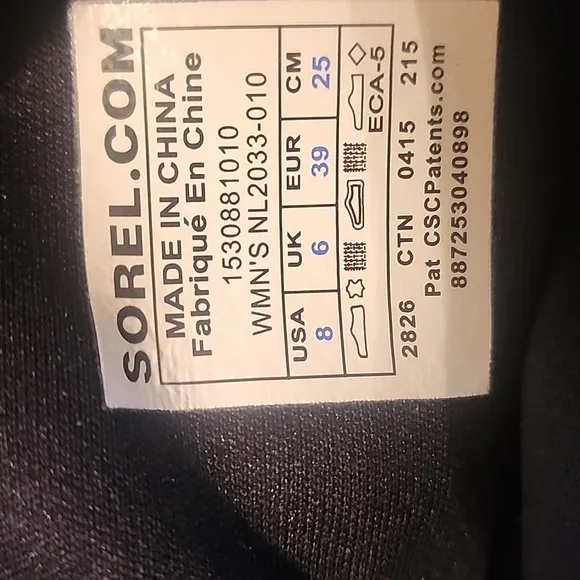 SOREL.COM
MADE IN CHINA
Fabriqué En Chine
1530881010
WMN'S NL2033-010
USA UK EUR CM
8 6 39 25
ECA-5
2826 CTN 0415 215
Pat CSCPatents.com
887253040898